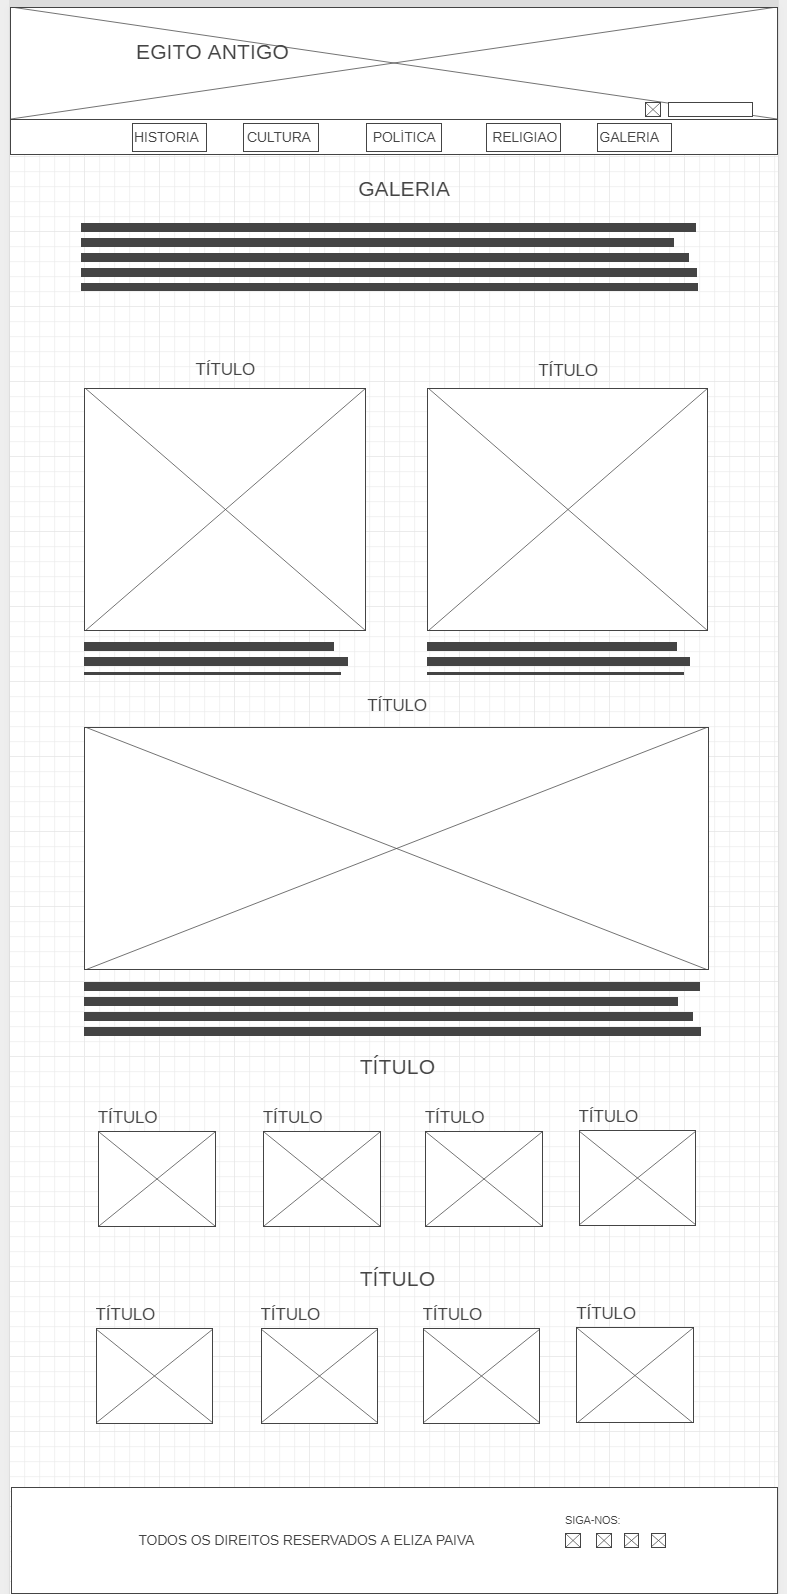 EGITO ANTIGO
HISTORIA
CULTURA
POLÌTICA
RELIGIAO
GALERIA
GALERIA
TÍTULO
TÍTULO
TÍTULO
TÍTULO
TÍTULO
TÍTULO
TÍTULO
TÍTULO
TÍTULO
TÍTULO
TÍTULO
TÍTULO
TÍTULO
SIGA-NOS:
TODOS OS DIREITOS RESERVADOS A ELIZA PAIVA